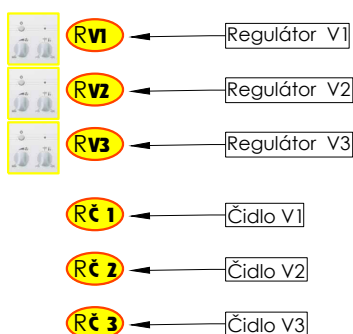 RV1 Regulátor V1
RV2 Regulátor V2
RV3 Regulátor V3
RČ 1 Čidlo V1
RČ 2 Čidlo V2
RČ 3 Čidlo V3